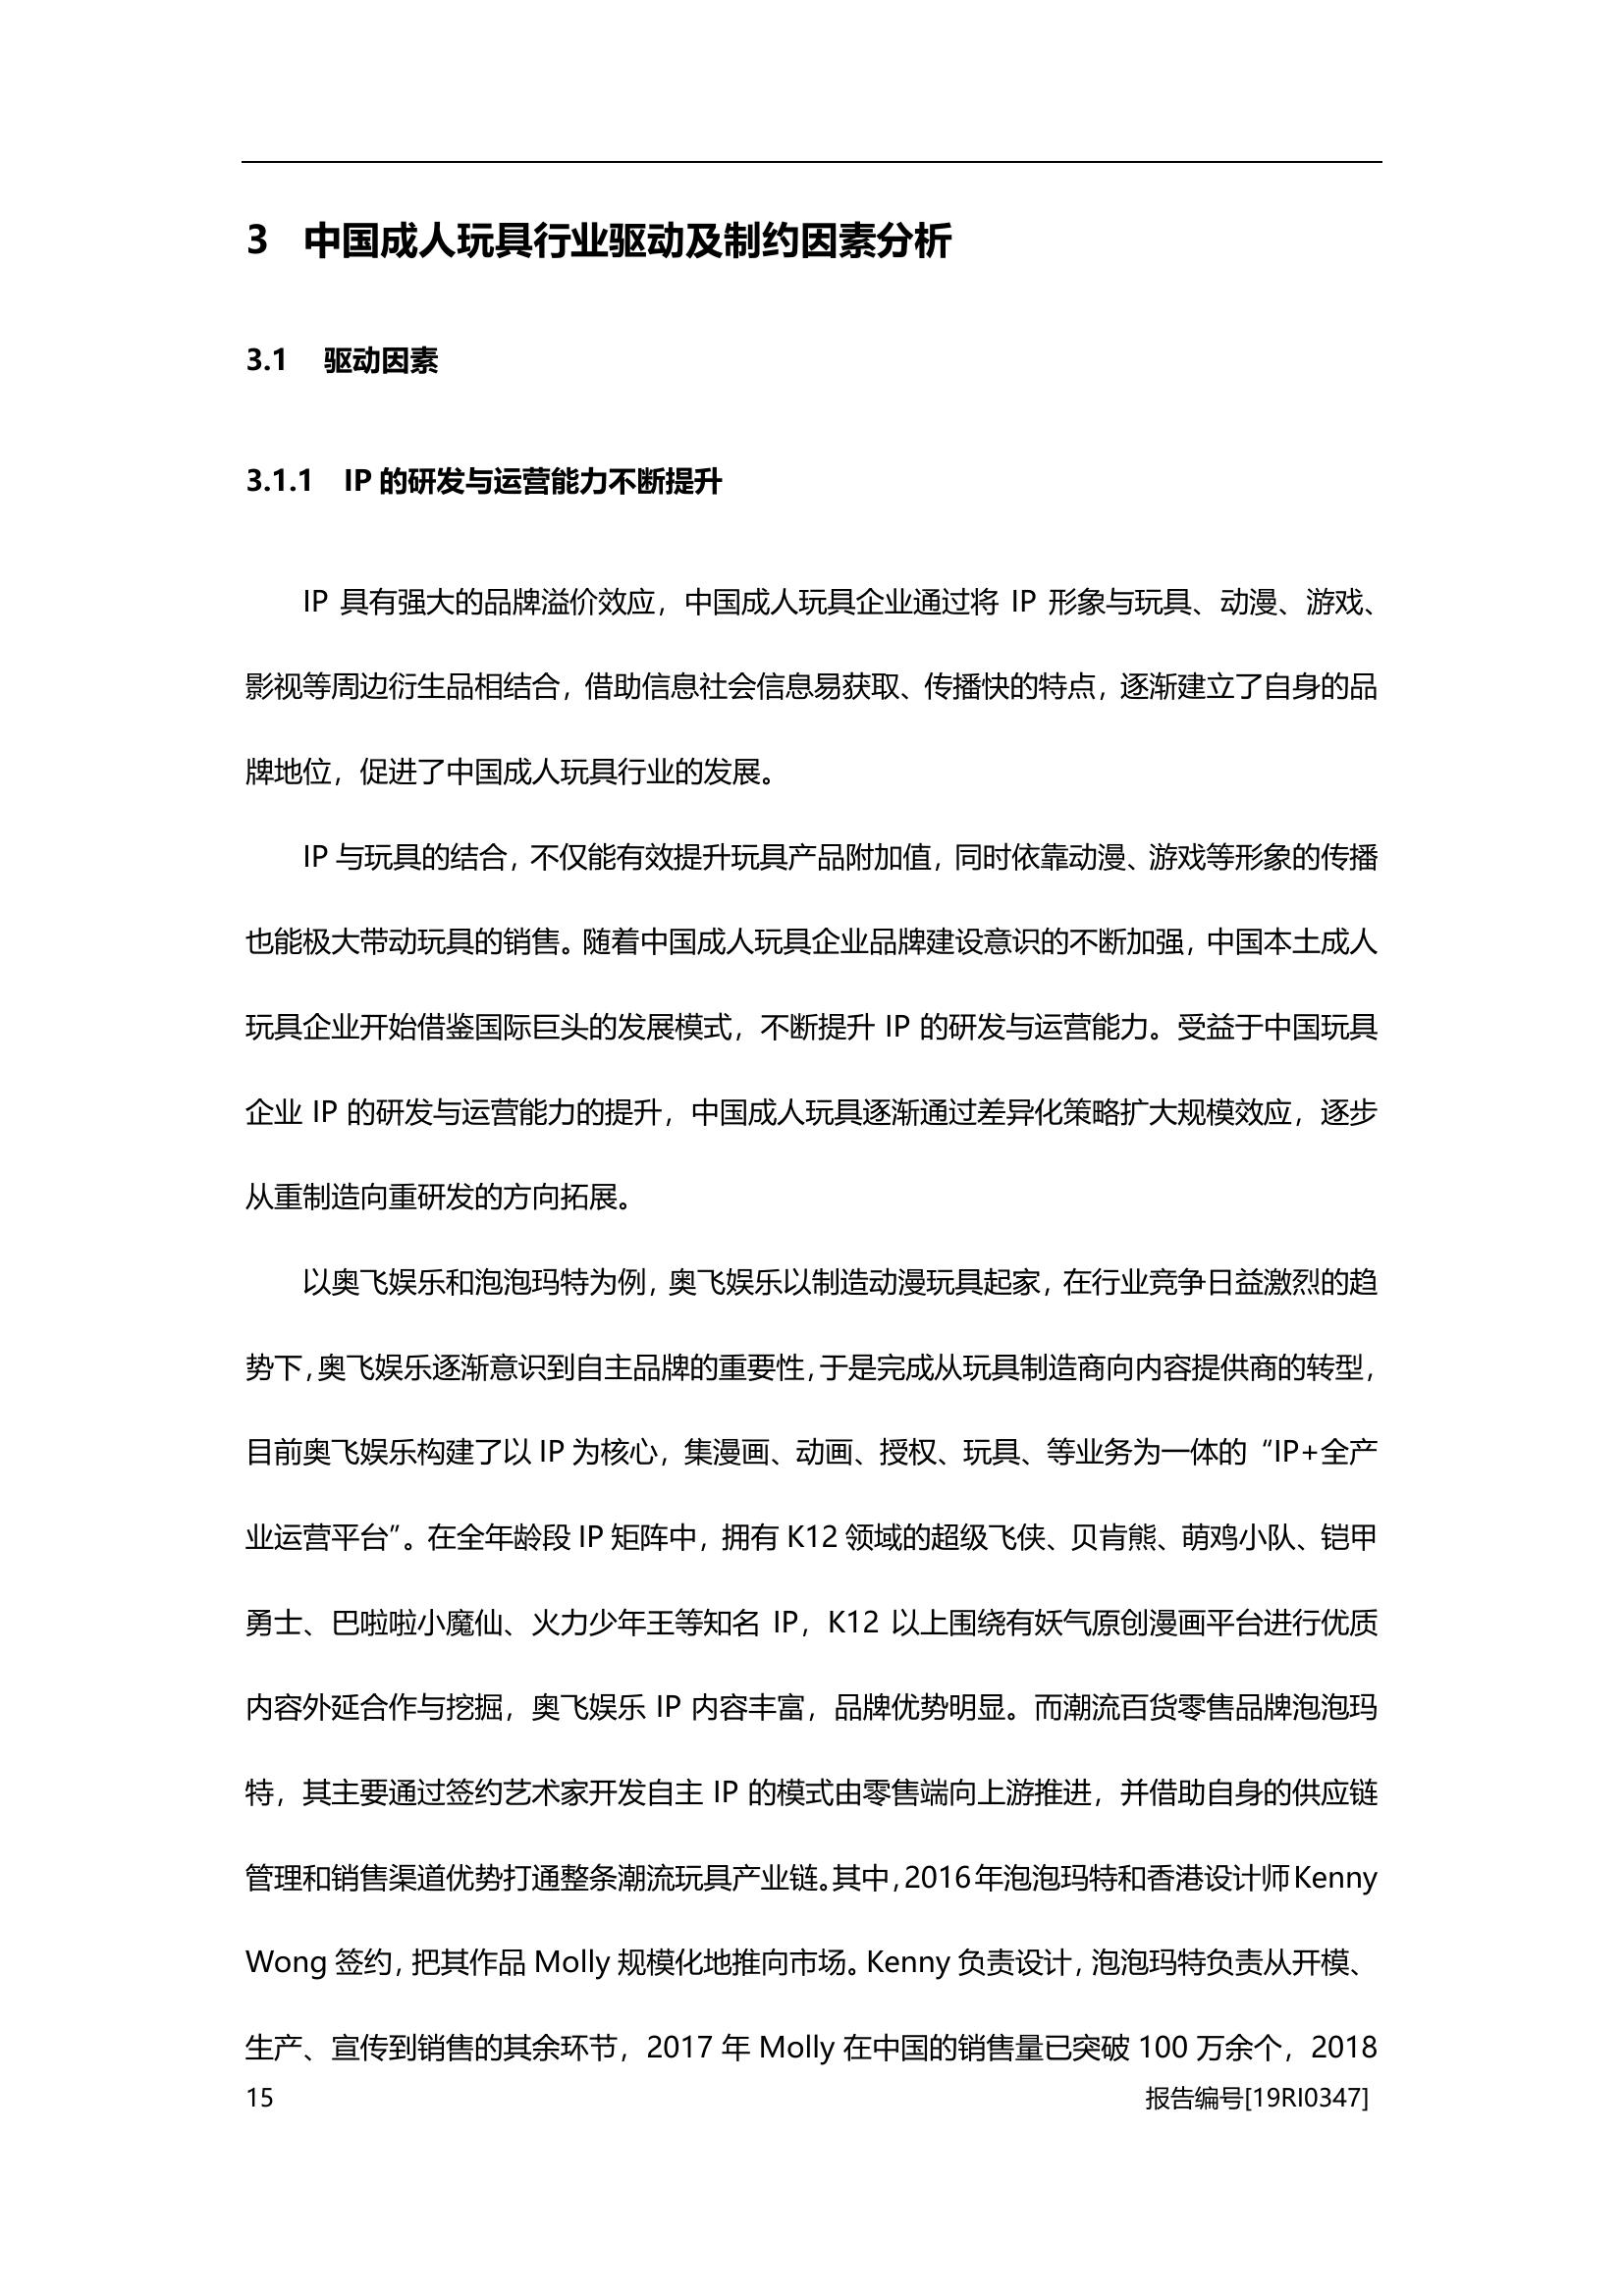 3 中国成人玩具行业驱动及制约因素分析
3.1 驱动因素
3.1.1 IP 的研发与运营能力不断提升
IP 具有强大的品牌溢价效应，中国成人玩具企业通过将 IP 形象与玩具、动漫、游戏、
影视等周边衍生品相结合，借助信息社会信息易获取、传播快的特点，逐渐建立了自身的品
牌地位，促进了中国成人玩具行业的发展。
IP 与玩具的结合，不仅能有效提升玩具产品附加值，同时依靠动漫、游戏等形象的传播
也能极大带动玩具的销售。随着中国成人玩具企业品牌建设意识的不断加强，中国本土成人
玩具企业开始借鉴国际巨头的发展模式，不断提升 IP 的研发与运营能力。受益于中国玩具
企业 IP 的研发与运营能力的提升，中国成人玩具逐渐通过差异化策略扩大规模效应，逐步
从重制造向重研发的方向拓展。
以奥飞娱乐和泡泡玛特为例，奥飞娱乐以制造动漫玩具起家，在行业竞争日益激烈的趋
势下，奥飞娱乐逐渐意识到自主品牌的重要性，于是完成从玩具制造商向内容提供商的转型，
目前奥飞娱乐构建了以 IP 为核心，集漫画、动画、授权、玩具、等业务为一体的“IP+全产
业运营平台”。在全年龄段 IP 矩阵中，拥有 K12 领域的超级飞侠、贝肯熊、萌鸡小队、铠甲
勇士、巴啦啦小魔仙、火力少年王等知名 IP，K12 以上围绕有妖气原创漫画平台进行优质
内容外延合作与挖掘，奥飞娱乐 IP 内容丰富，品牌优势明显。而潮流百货零售品牌泡泡玛
特，其主要通过签约艺术家开发自主 IP 的模式由零售端向上游推进，并借助自身的供应链
管理和销售渠道优势打通整条潮流玩具产业链。其中，2016 年泡泡玛特和香港设计师 Kenny
Wong 签约，把其作品 Molly 规模化地推向市场。Kenny 负责设计，泡泡玛特负责从开模、
生产、宣传到销售的其余环节，2017 年 Molly 在中国的销售量已突破 100 万余个，2018
15 报告编号[19RI0347]